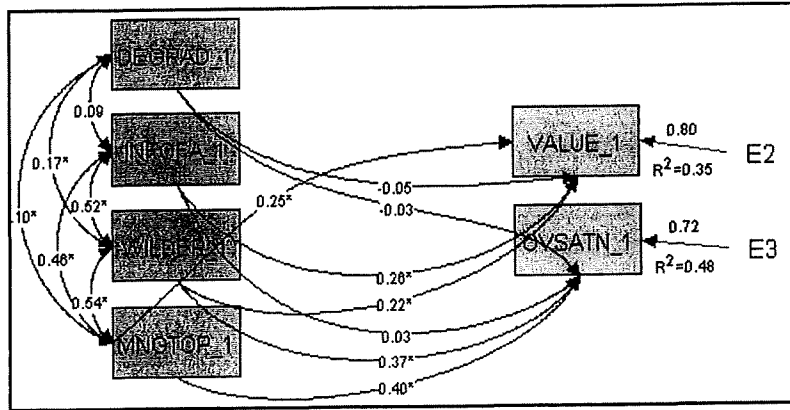 DEGRAD_1
0.09
VALUE_1
0.80
E2
R²=0.35
0.17*
0.25*
-0.05
0.52*
-0.03
OVSATN_1
0.72
E3
R²=0.48
.10*
0.46*
0.26*
0.22*
0.54*
MNGTOP_1
0.03
0.37*
0.40*